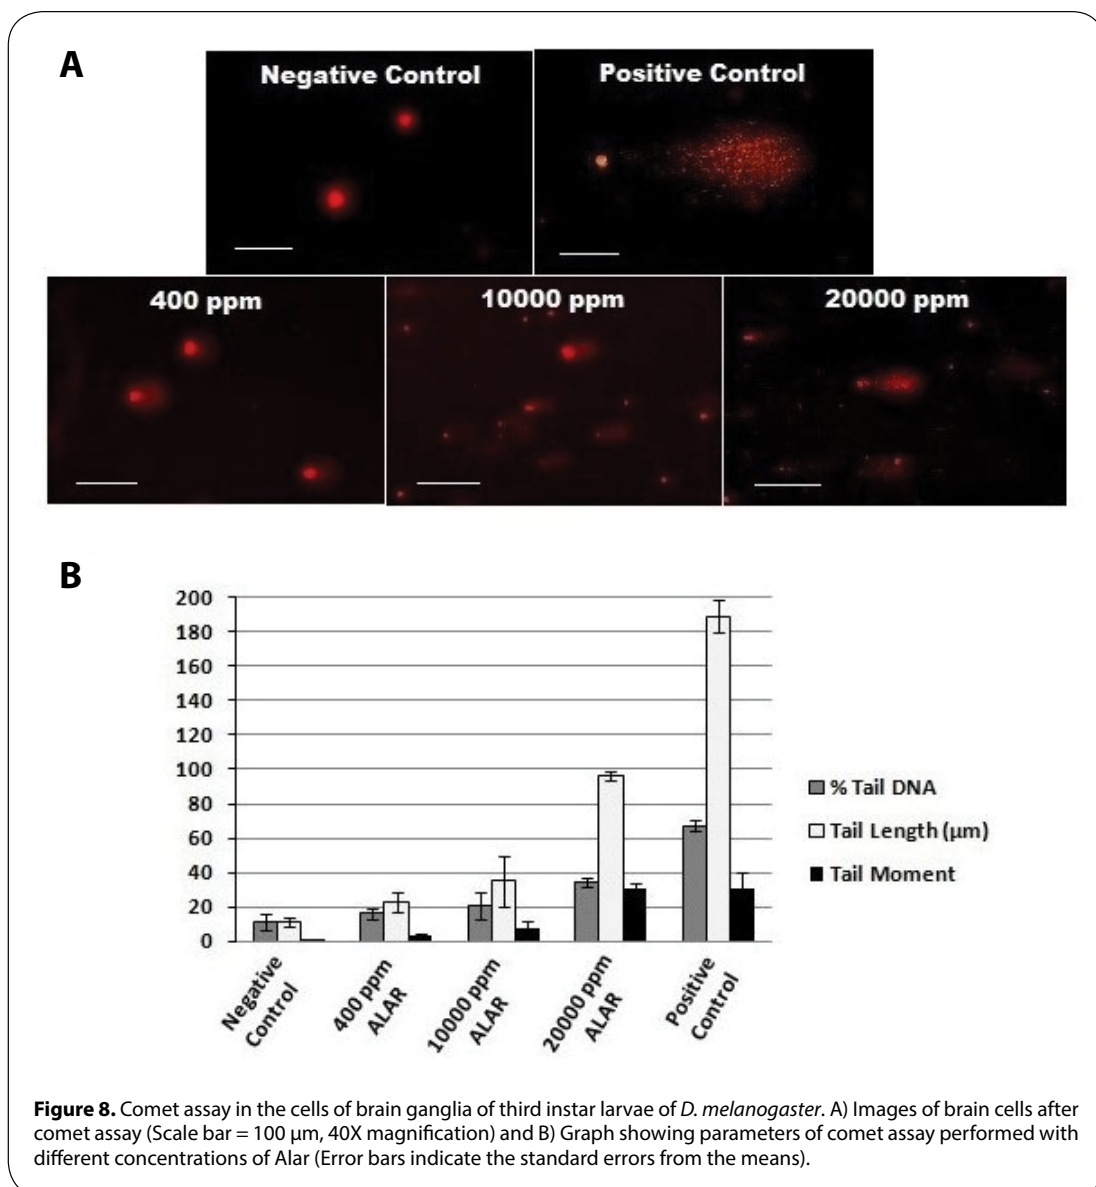 A
Negative Control
Positive Control
400 ppm
10000 ppm
20000 ppm
B
200
180
160
140
120
100
80
60
40
20
0
Negative
Control
400 ppm
ALAR
10000 ppm
ALAR
20000 ppm
ALAR
Positive
Control
% Tail DNA
Tail Length (µm)
Tail Moment
Figure 8. Comet assay in the cells of brain ganglia of third instar larvae of D. melanogaster. A) Images of brain cells after
comet assay (Scale bar = 100 µm, 40X magnification) and B) Graph showing parameters of comet assay performed with
different concentrations of Alar (Error bars indicate the standard errors from the means).